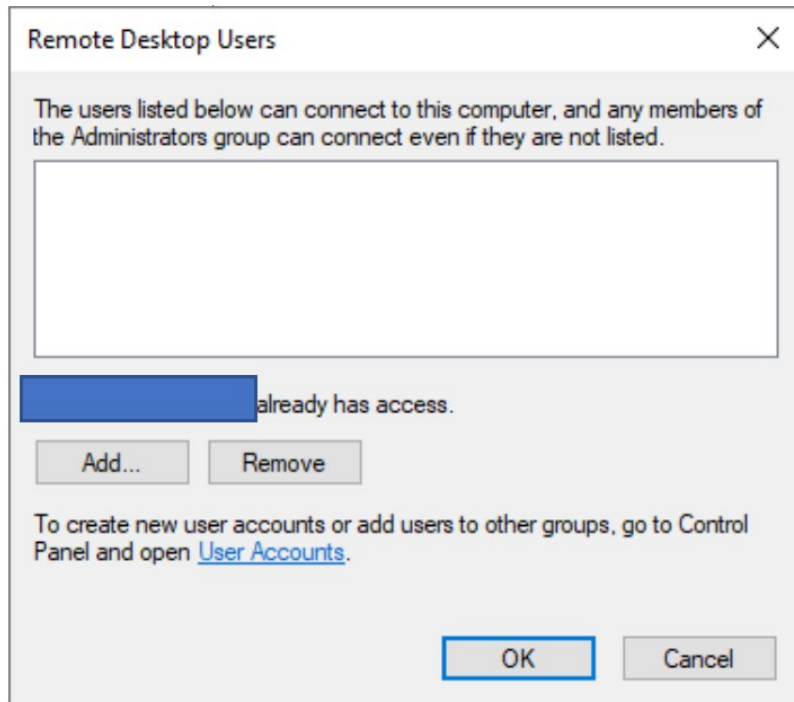 Remote Desktop Users
The users listed below can connect to this computer, and any members of
the Administrators group can connect even if they are not listed.
already has access.
Add... Remove
To create new user accounts or add users to other groups, go to Control
Panel and open User Accounts.
OK Cancel